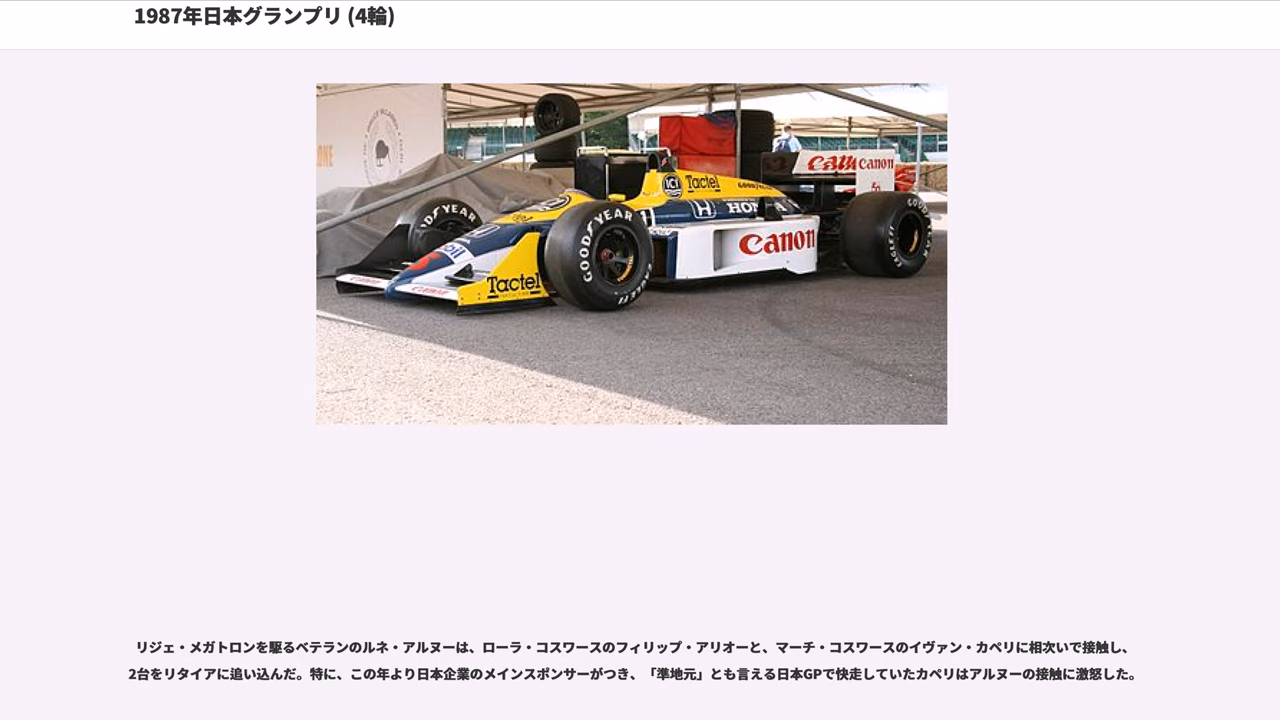 1987年日本グランプリ (4輪)
ICI
Tactel
GOODYEAR
Canon
Canon
HONDA
GOODYEAR
GOODYEAR
Canon
Mobil
5
Tactel
リジェ・メガトロンを駆るベテランのルネ・アルヌーは、ローラ・コスワースのフィリップ・アリオーと、マーチ・コスワースのイヴァン・カペリに相次いで接触し、
2台をリタイアに追い込んだ。特に、この年より日本企業のメインスポンサーがつき、「準地元」とも言える日本GPで快走していたカペリはアルヌーの接触に激怒した。